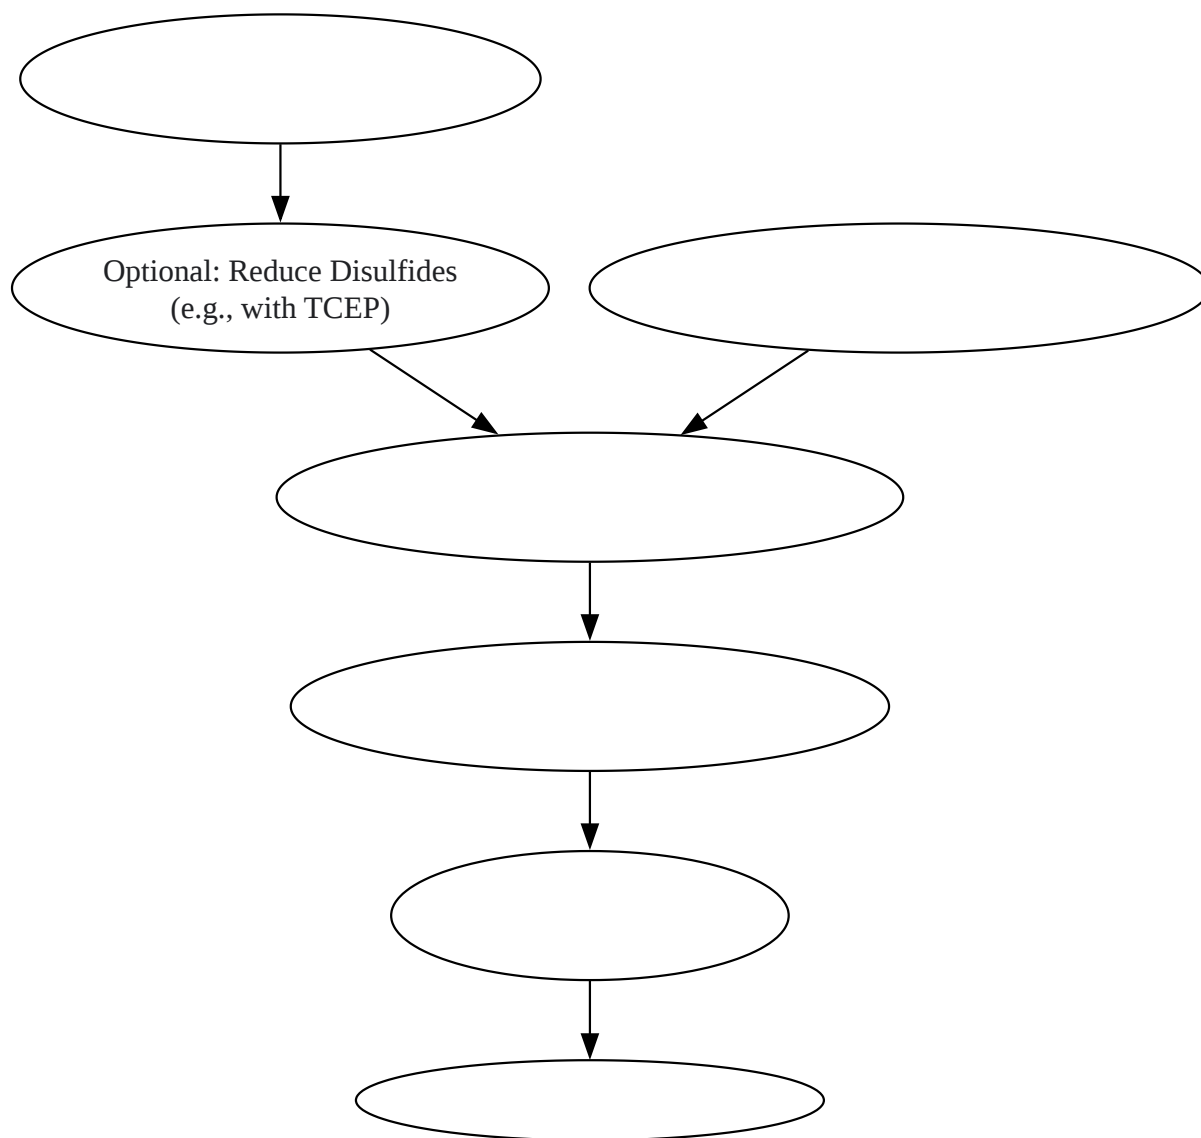 Optional: Reduce Disulfides
(e.g., with TCEP)